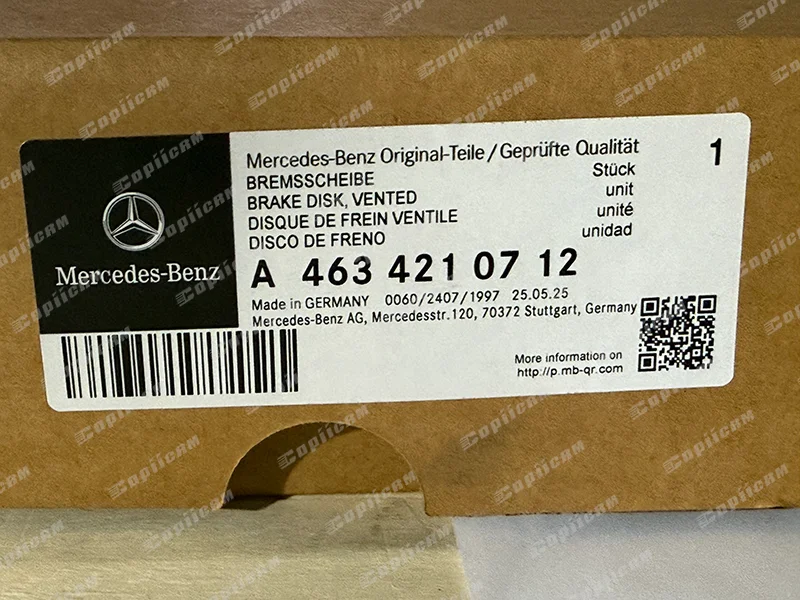 Mercedes-Benz
Mercedes-Benz Original-Teile/Geprüfte Qualität 1
BREMSSCHEIBE Stück
BRAKE DISK, VENTED unit
DISQUE DE FREIN VENTILE unité
DISCO DE FRENO unidad
A 463 421 07 12
Made in GERMANY 0060/2407/1997 25.05.25
Mercedes-Benz AG, Mercedesstr.120, 70372 Stuttgart, Germany
More information on
http://p.mb-qr.com
Copiicam